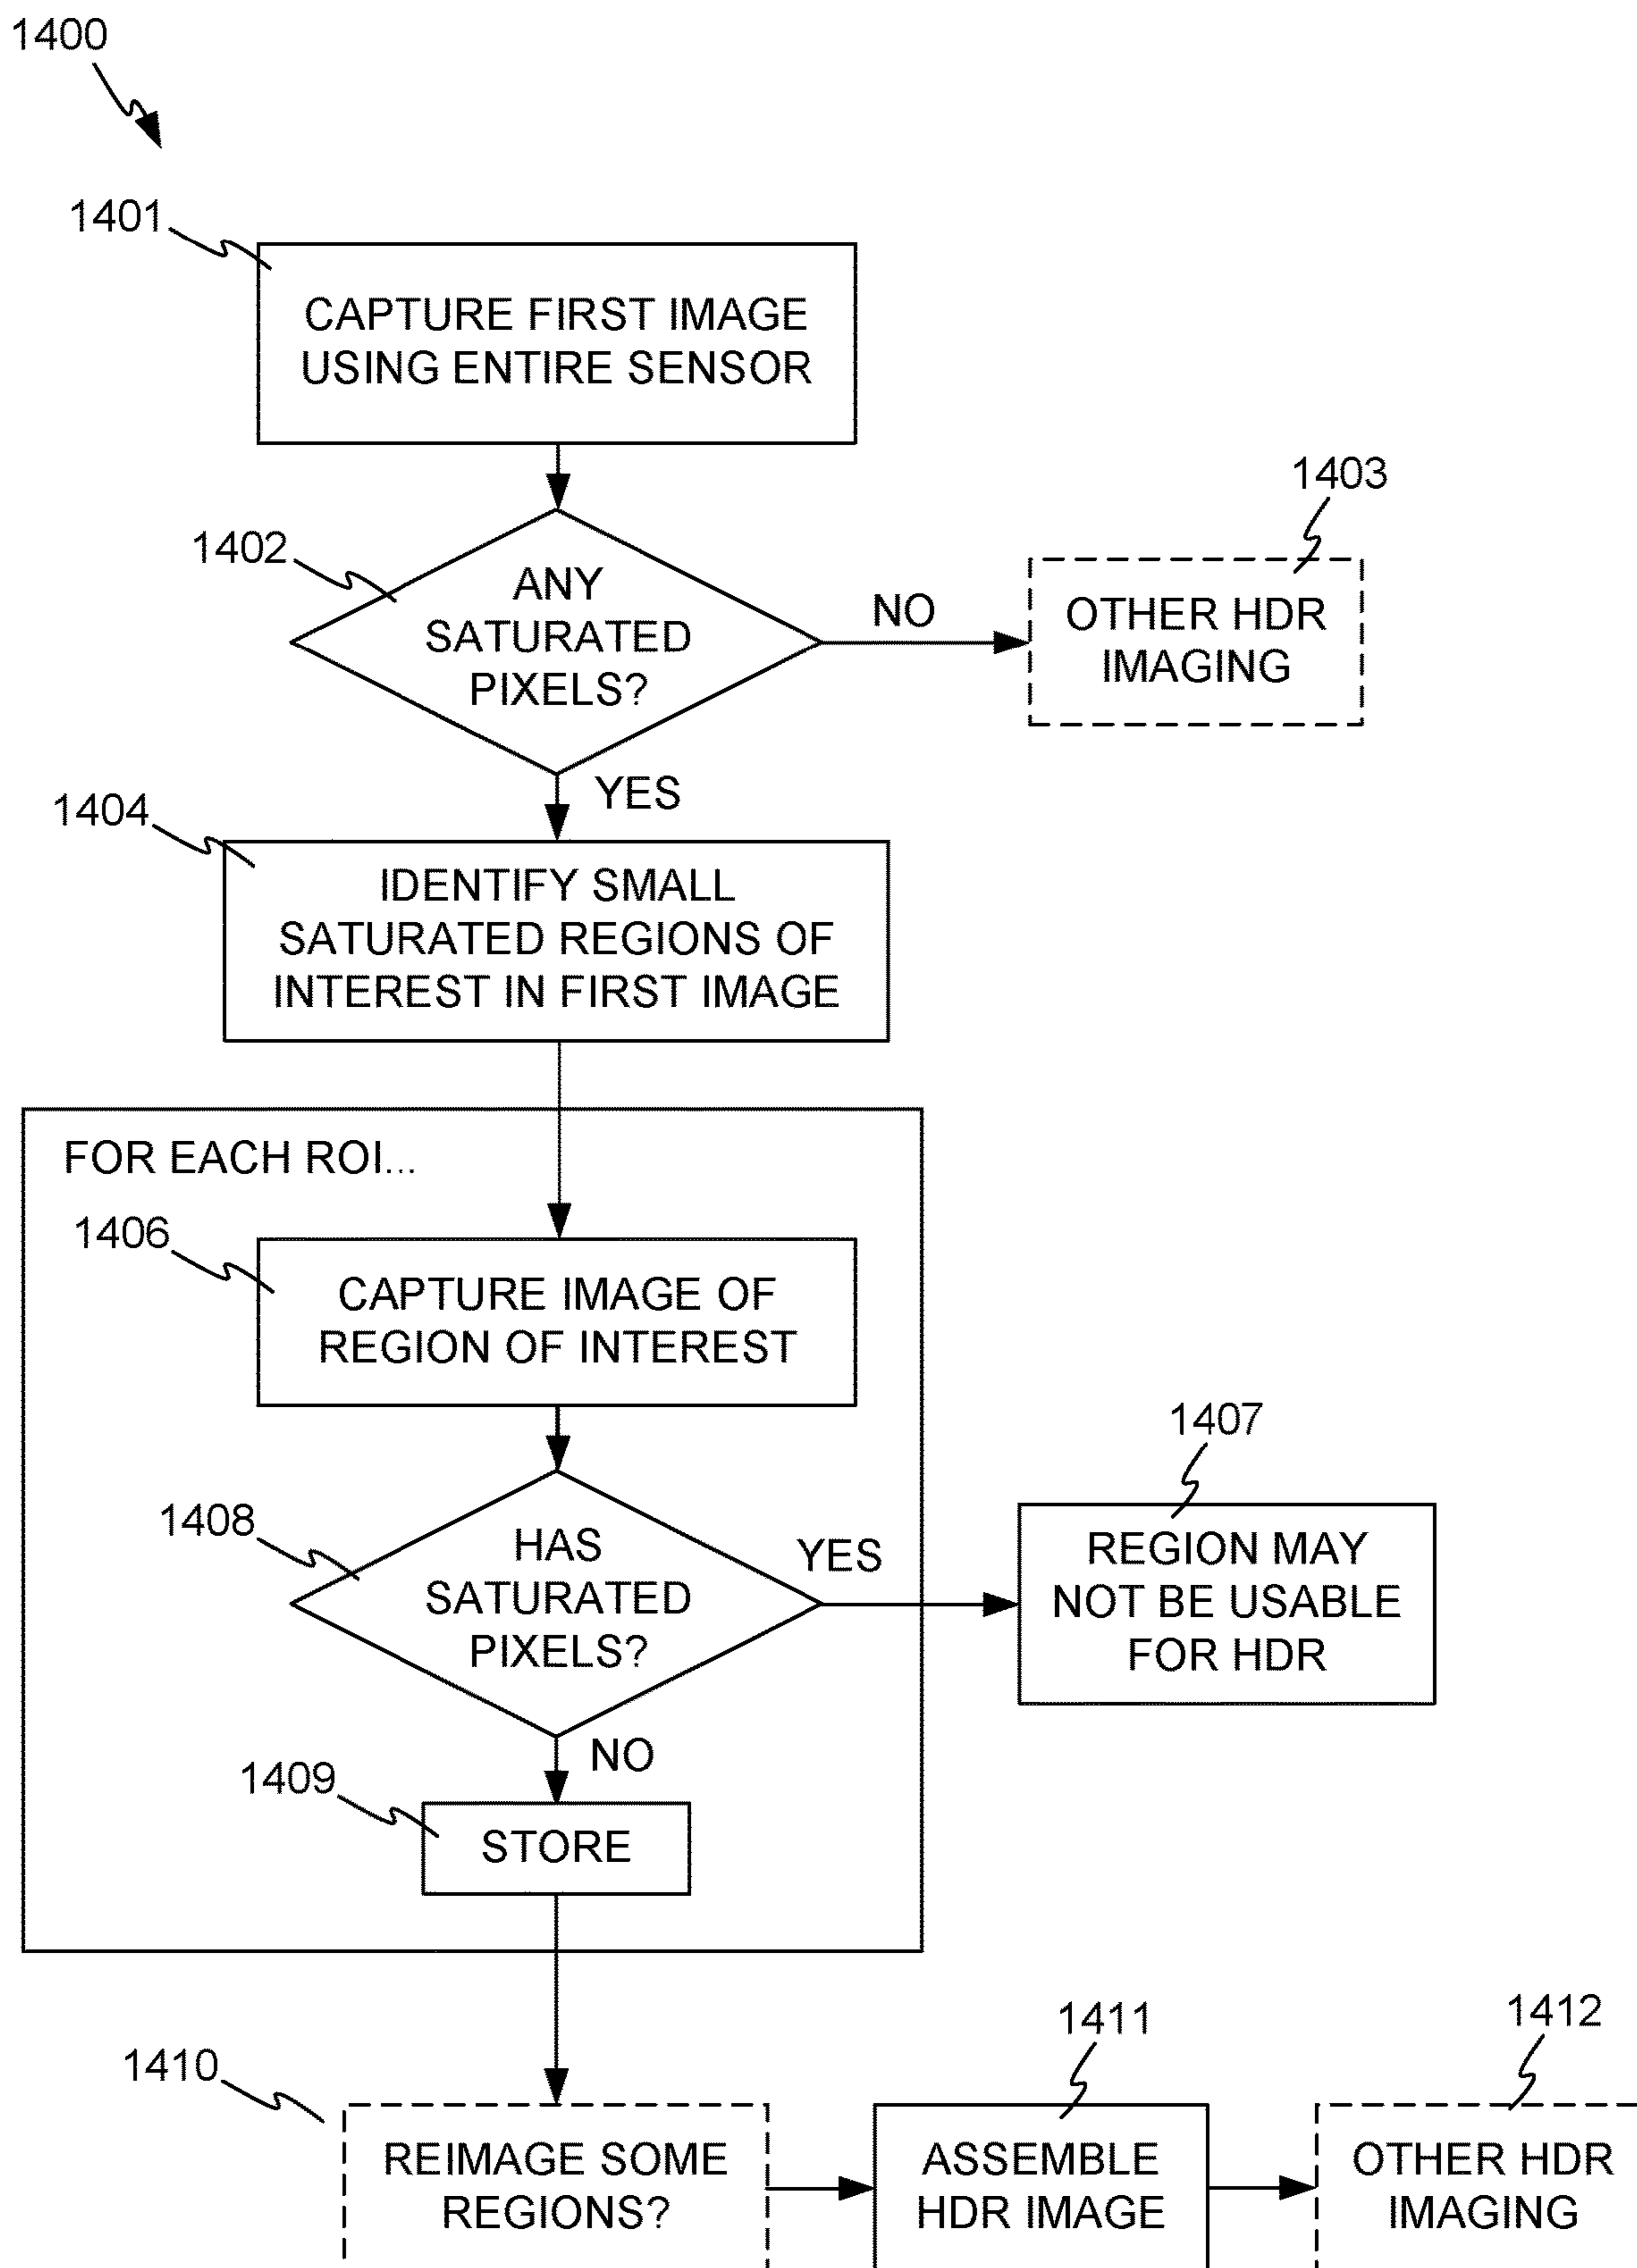 1400
1401
CAPTURE FIRST IMAGE
USING ENTIRE SENSOR
1402
ANY
SATURATED
PIXELS?
NO
1403
OTHER HDR
IMAGING
YES
1404
IDENTIFY SMALL
SATURATED REGIONS OF
INTEREST IN FIRST IMAGE
FOR EACH ROI...
1406
CAPTURE IMAGE OF
REGION OF INTEREST
1408
HAS
SATURATED
PIXELS?
YES
1407
REGION MAY
NOT BE USABLE
FOR HDR
NO
1409
STORE
1410
REIMAGE SOME
REGIONS?
1411
ASSEMBLE
HDR IMAGE
1412
OTHER HDR
IMAGING